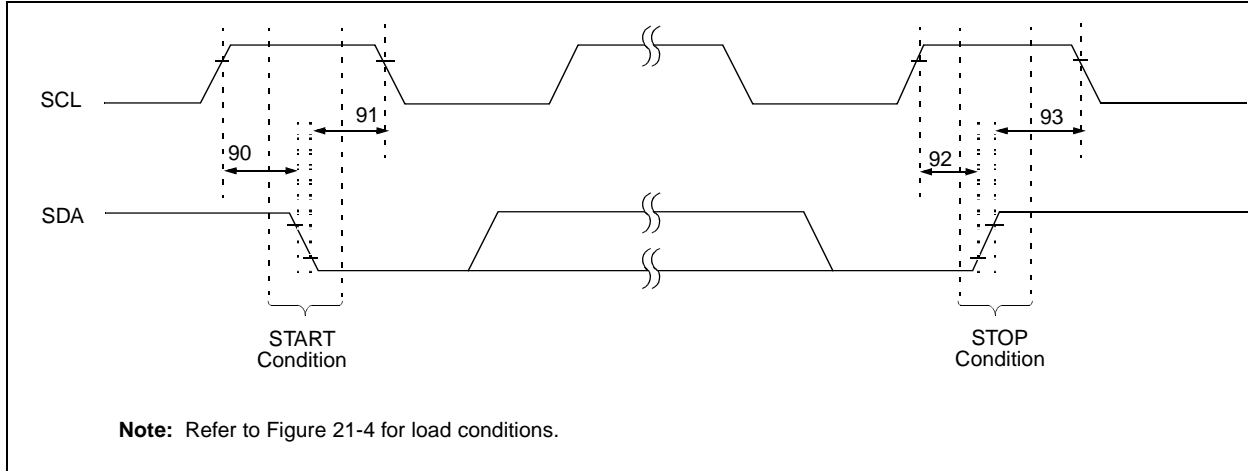 SCL
91
93
90
92
SDA
START
Condition
STOP
Condition
Note: Refer to Figure 21-4 for load conditions.